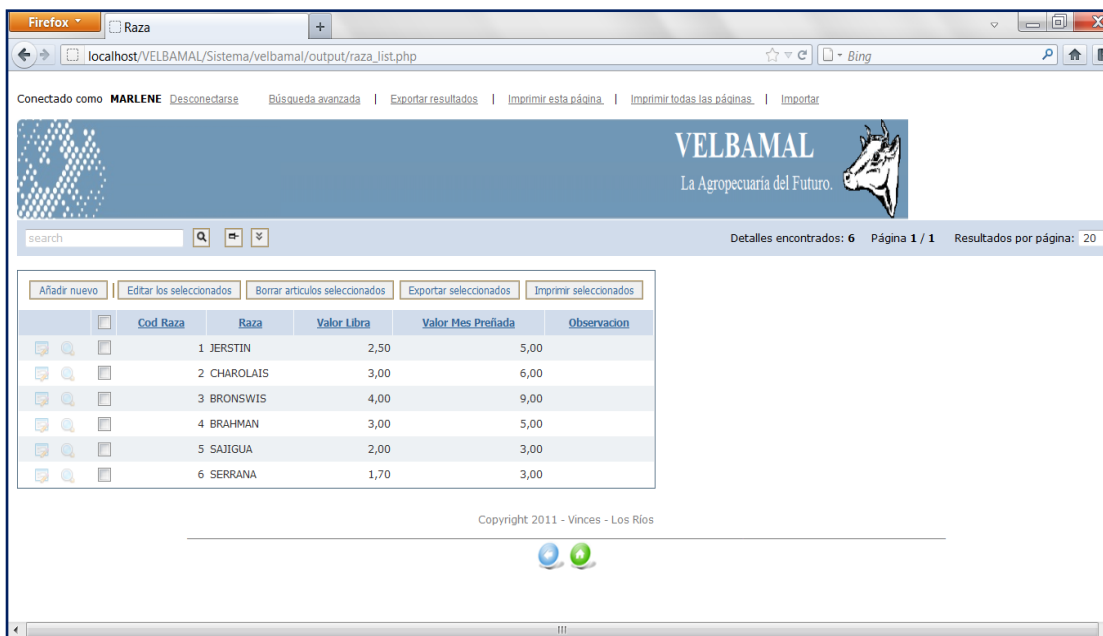 Firefox
Raza
localhost/VELBAMAL/Sistema/velbamal/output/raza_list.php
Bing
Conectado como MARLENE Desconectarse Búsqueda avanzada | Exportar resultados | Imprimir esta página | Imprimir todas las páginas | Importar
VELBAMAL
La Agropecuaría del Futuro.
search
Detalles encontrados: 6 Página 1 / 1 Resultados por página: 20
Añadir nuevo | Editar los seleccionados Borrar articulos seleccionados Exportar seleccionados Imprimir seleccionados
Cod Raza Raza Valor Libra Valor Mes Preñada Observacion
1 JERSTIN 2,50 5,00
2 CHAROLAIS 3,00 6,00
3 BRONSWIS 4,00 9,00
4 BRAHMAN 3,00 5,00
5 SAJIGUA 2,00 3,00
6 SERRANA 1,70 3,00
Copyright 2011 - Vinces - Los Ríos